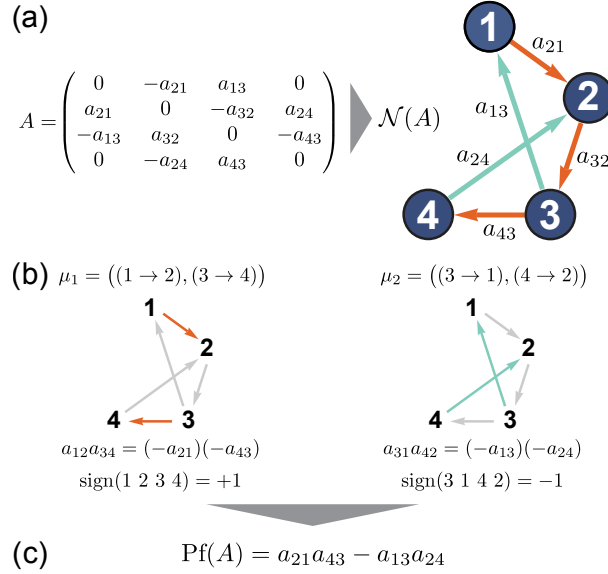 (a)
A = ( 0 −a₂₁ a₁₃ 0
a₂₁ 0 −a₃₂ a₂₄
−a₁₃ a₃₂ 0 −a₄₃
0 −a₂₄ a₄₃ 0 )
𝒩(A)
1
a₂₁
2
a₁₃
a₂₄
a₃₂
4
3
a₄₃
(b)
μ₁ = ((1 → 2), (3 → 4))
1
2
4 3
a₁₂a₃₄ = (−a₂₁)(−a₄₃)
sign(1 2 3 4) = +1
μ₂ = ((3 → 1), (4 → 2))
1
2
4 3
a₃₁a₄₂ = (−a₁₃)(−a₂₄)
sign(3 1 4 2) = −1
(c)
Pf(A) = a₂₁a₄₃ − a₁₃a₂₄